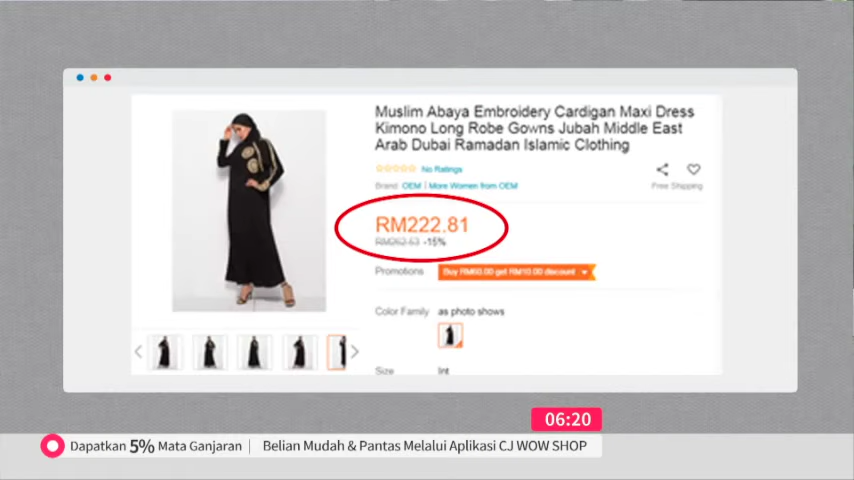 Muslim Abaya Embroidery Cardigan Maxi Dress
Kimono Long Robe Gowns Jubah Middle East
Arab Dubai Ramadan Islamic Clothing
No Ratings
Brand: OEM | More Women from OEM
Free Shipping
RM222.81
RM262.53 -15%
Promotions Buy RM60.00 get RM10.00 discount
Color Family as photo shows
Size Int
06:20
Dapatkan 5% Mata Ganjaran | Belian Mudah & Pantas Melalui Aplikasi CJ WOW SHOP